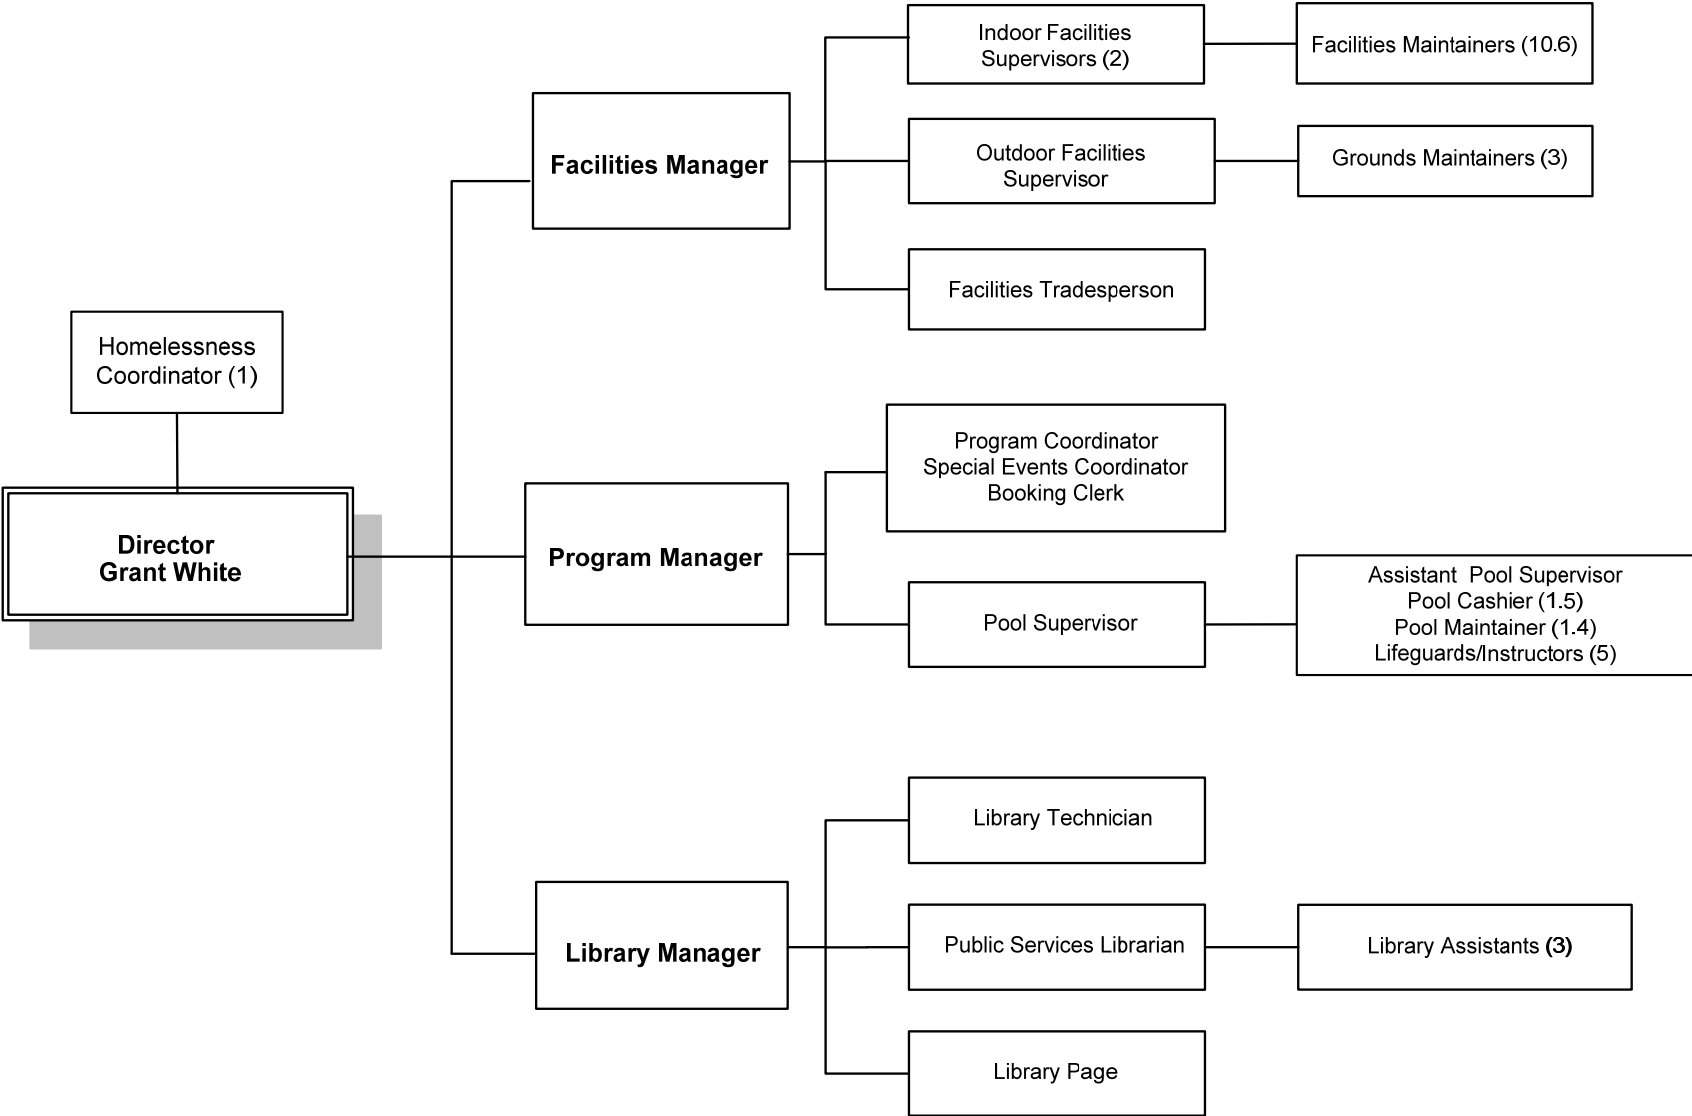 Indoor Facilities
Supervisors (2)
Facilities Maintainers (10.6)
Facilities Manager
Outdoor Facilities
Supervisor
Grounds Maintainers (3)
Facilities Tradesperson
Homelessness
Coordinator (1)
Director
Grant White
Program Manager
Program Coordinator
Special Events Coordinator
Booking Clerk
Pool Supervisor
Assistant Pool Supervisor
Pool Cashier (1.5)
Pool Maintainer (1.4)
Lifeguards/Instructors (5)
Library Manager
Library Technician
Public Services Librarian
Library Assistants (3)
Library Page